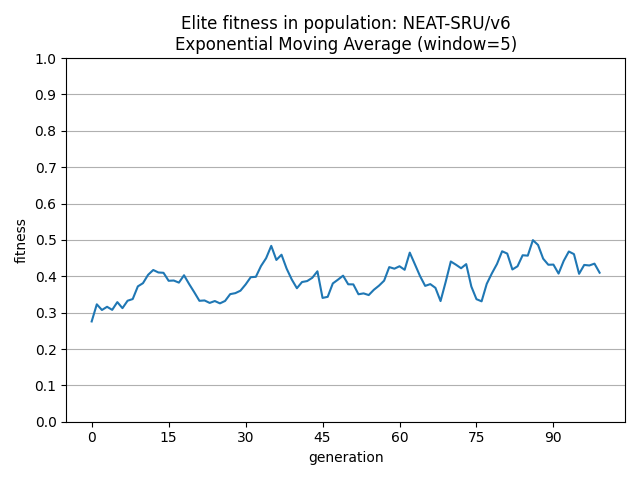 Elite fitness in population: NEAT-SRU/v6
Exponential Moving Average (window=5)
1.0
0.9
0.8
0.7
0.6
0.5
0.4
0.3
0.2
0.1
0.0
fitness
0 15 30 45 60 75 90
generation